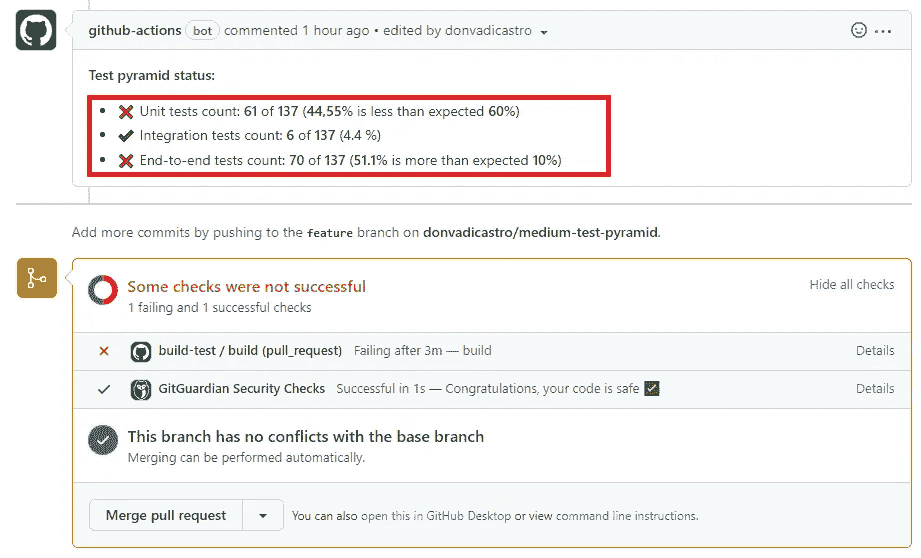 github-actions bot commented 1 hour ago • edited by donvadicastro
Test pyramid status:
Unit tests count: 61 of 137 (44,55% is less than expected 60%)
Integration tests count: 6 of 137 (4.4 %)
End-to-end tests count: 70 of 137 (51.1% is more than expected 10%)
Add more commits by pushing to the feature branch on donvadicastro/medium-test-pyramid.
Some checks were not successful
Hide all checks
1 failing and 1 successful checks
build-test / build (pull_request) Failing after 3m — build Details
GitGuardian Security Checks Successful in 1s — Congratulations, your code is safe Details
This branch has no conflicts with the base branch
Merging can be performed automatically.
Merge pull request You can also open this in GitHub Desktop or view command line instructions.